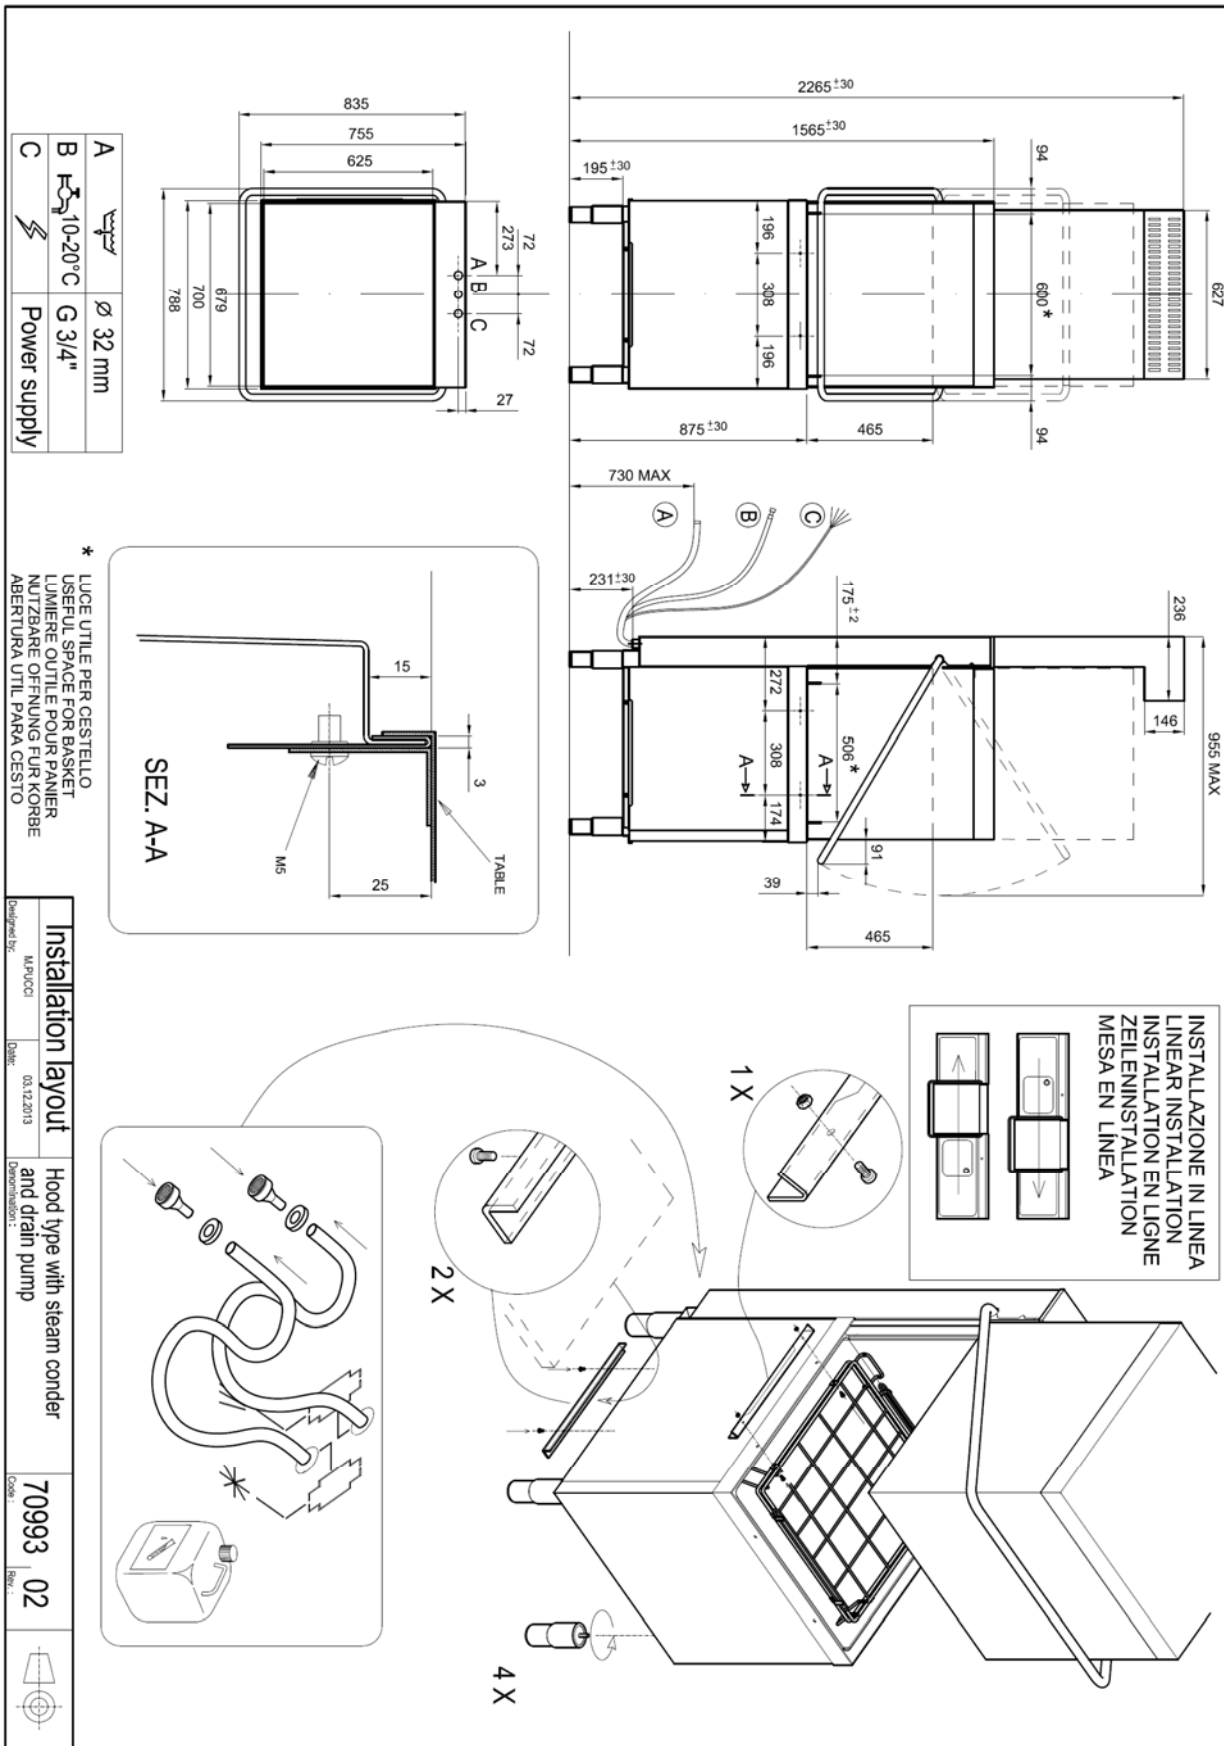 2265±30
1565±30
195±30
94
627
600*
94
196
308
196
875±30
465
835
755
625
72
273
A
B
C
72
27
679
700
788
A
Ø 32 mm
B
10-20°C
G 3/4"
C
Power supply
730 MAX
A
B
C
231±30
175±2
236
146
955 MAX
272
308
174
506*
A
A
91
39
465
15
3
25
TABLE
M5
SEZ. A-A
* LUCE UTILE PER CESTELLO
USEFUL SPACE FOR BASKET
LUMIERE OUTILE POUR PANIER
NUTZBARE OFFNUNG FUR KORBE
ABERTURA UTIL PARA CESTO
INSTALLAZIONE IN LINEA
LINEAR INSTALLATION
INSTALLATION EN LIGNE
ZEILENINSTALLATION
MESA EN LÍNEA
1 X
2 X
4 X
Installation layout
Designed by:
M.PUCCI
Date:
03.12.2013
Hood type with steam conder
and drain pump
Denomination:
70993
Code :
02
Rev. :